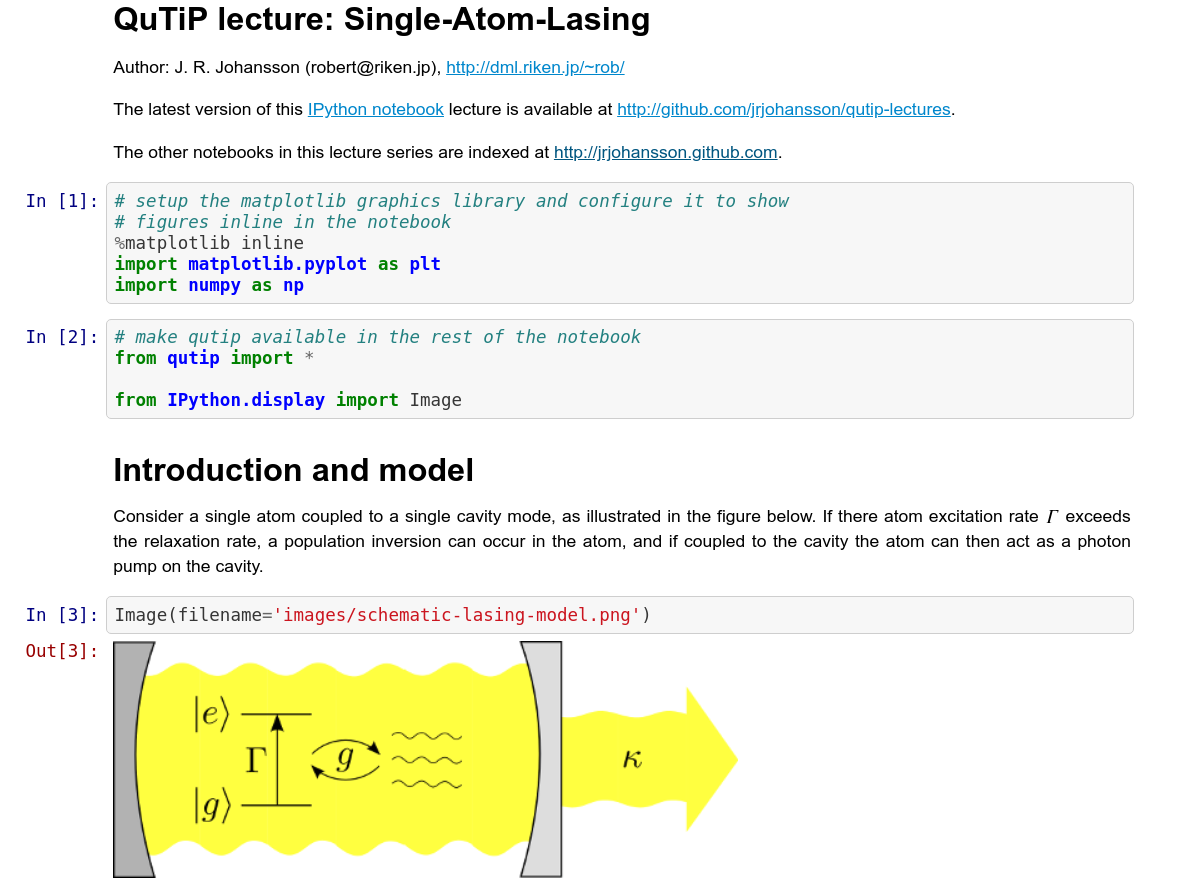 QuTiP lecture: Single-Atom-Lasing
Author: J. R. Johansson (robert@riken.jp), http://dml.riken.jp/~rob/
The latest version of this IPython notebook lecture is available at http://github.com/jrjohansson/qutip-lectures.
The other notebooks in this lecture series are indexed at http://jrjohansson.github.com.
In [1]: # setup the matplotlib graphics library and configure it to show
# figures inline in the notebook
%matplotlib inline
import matplotlib.pyplot as plt
import numpy as np
In [2]: # make qutip available in the rest of the notebook
from qutip import *
from IPython.display import Image
Introduction and model
Consider a single atom coupled to a single cavity mode, as illustrated in the figure below. If there atom excitation rate Γ exceeds
the relaxation rate, a population inversion can occur in the atom, and if coupled to the cavity the atom can then act as a photon
pump on the cavity.
In [3]: Image(filename='images/schematic-lasing-model.png')
Out[3]:
|e⟩
Γ g κ
|g⟩